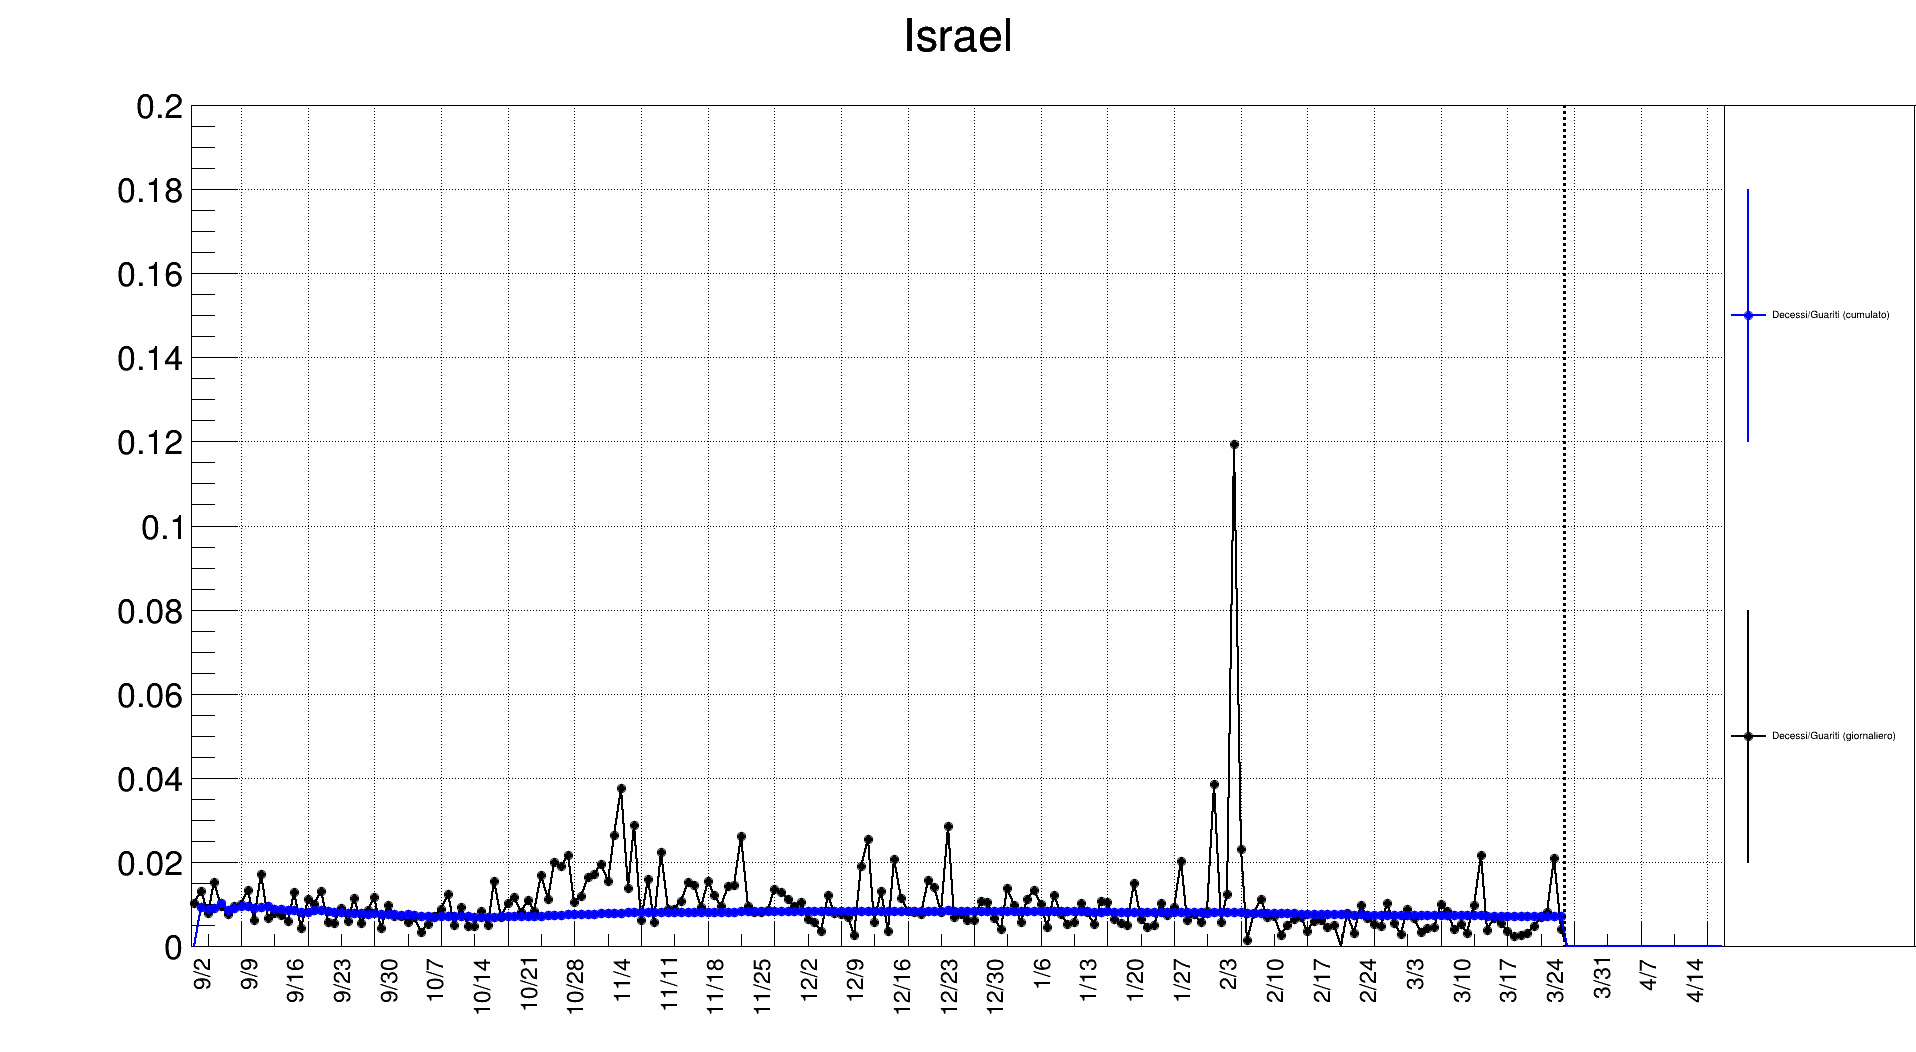 Israel
0.2
0.18
0.16
0.14
0.12
0.1
0.08
0.06
0.04
0.02
0
Decessi/Guariti (cumulato)
Decessi/Guariti (giornaliero)
9/2 9/9 9/16 9/23 9/30 10/7 10/14 10/21 10/28 11/4 11/11 11/18 11/25 12/2 12/9 12/16 12/23 12/30 1/6 1/13 1/20 1/27 2/3 2/10 2/17 2/24 3/3 3/10 3/17 3/24 3/31 4/7 4/14